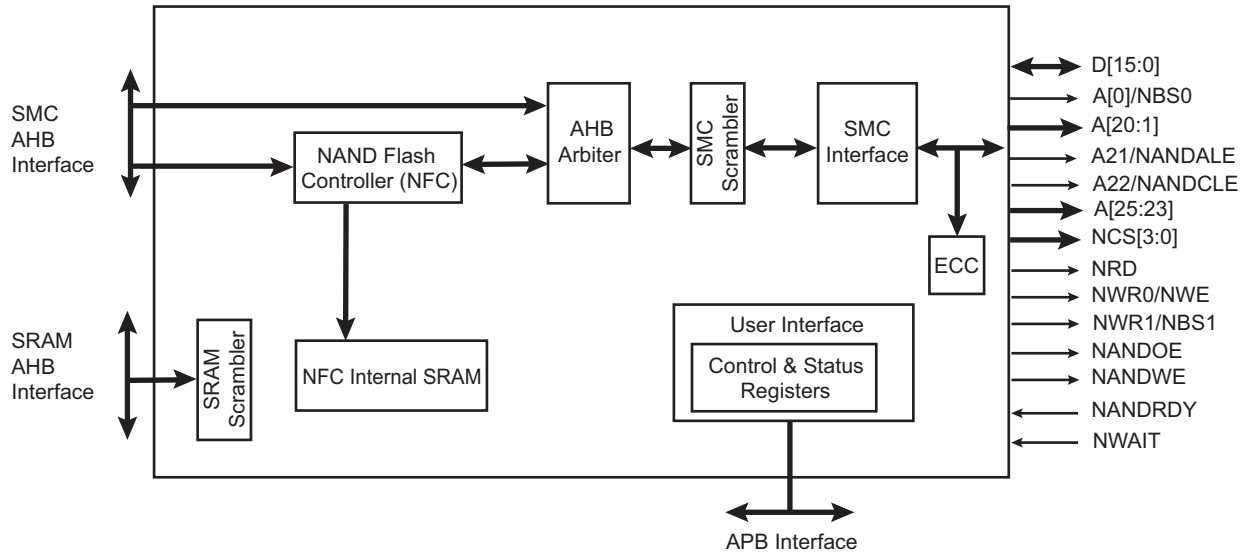 SMC
AHB
Interface
NAND Flash
Controller (NFC)
AHB
Arbiter
SMC
Scrambler
SMC
Interface
ECC
D[15:0]
A[0]/NBS0
A[20:1]
A21/NANDALE
A22/NANDCLE
A[25:23]
NCS[3:0]
NRD
NWR0/NWE
NWR1/NBS1
NANDOE
NANDWE
NANDRDY
NWAIT
SRAM
AHB
Interface
SRAM
Scrambler
NFC Internal SRAM
User Interface
Control & Status
Registers
APB Interface